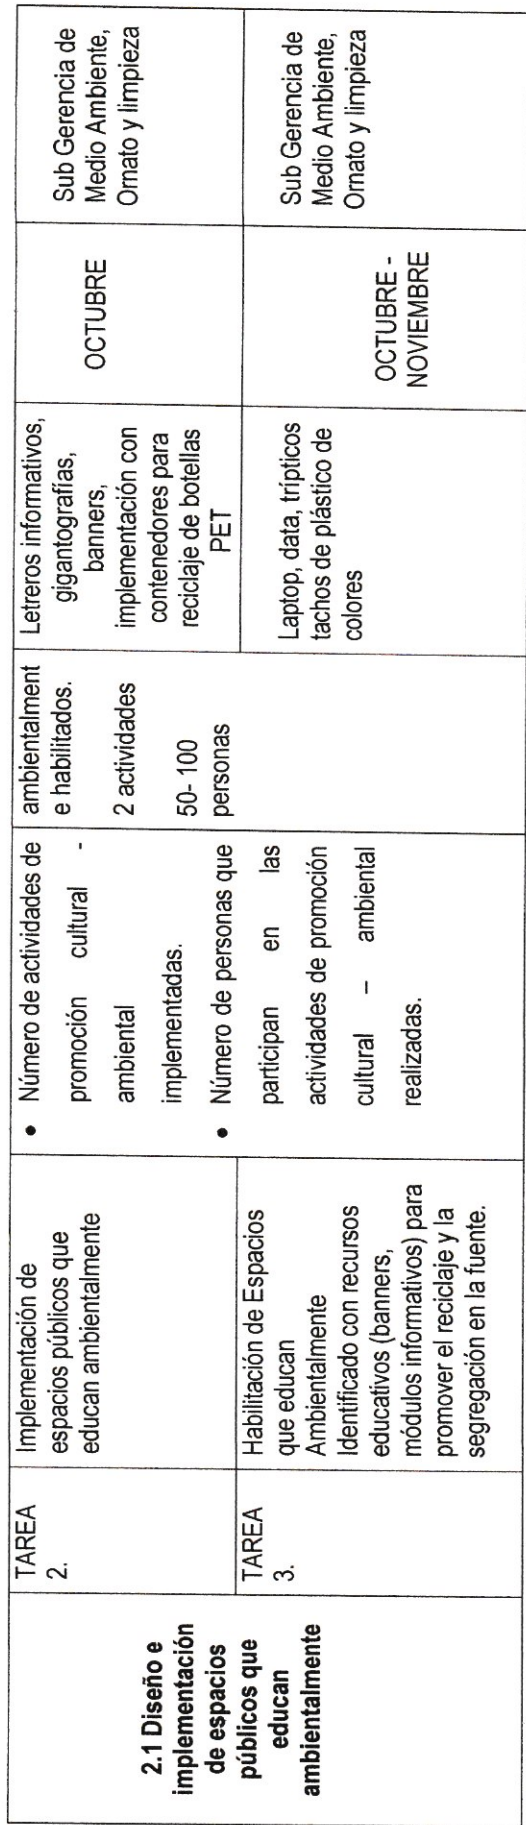 2.1 Diseño e
implementación
de espacios
públicos que
educan
ambientalmente
TAREA
2.
Implementación de
espacios públicos que
educan ambientalmente
• Número de actividades de
promoción cultural -
ambiental
implementadas.
• Número de personas que
participan en las
actividades de promoción
cultural – ambiental
realizadas.
ambientalment
e habilitados.
2 actividades
50- 100
personas
Letreros informativos,
gigantografías,
banners,
implementación con
contenedores para
reciclaje de botellas
PET
OCTUBRE
Sub Gerencia de
Medio Ambiente,
Ornato y limpieza
TAREA
3.
Habilitación de Espacios
que educan
Ambientalmente
Identificado con recursos
educativos (banners,
módulos informativos) para
promover el reciclaje y la
segregación en la fuente.
Laptop, data, trípticos
tachos de plástico de
colores
OCTUBRE -
NOVIEMBRE
Sub Gerencia de
Medio Ambiente,
Ornato y limpieza